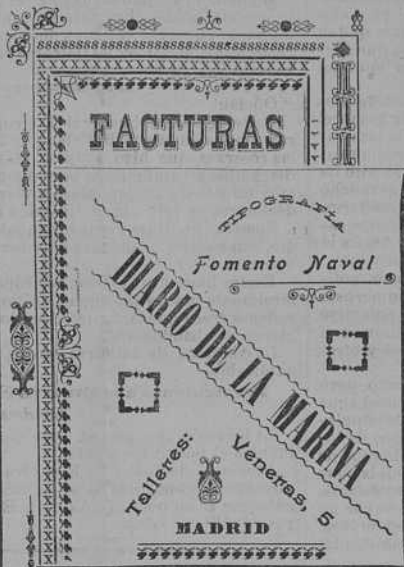 FACTURAS
TIPOGRAFÍA
Fomento Naval
DIARIO DE LA MARINA
Talleres:
Veneras, 5
MADRID